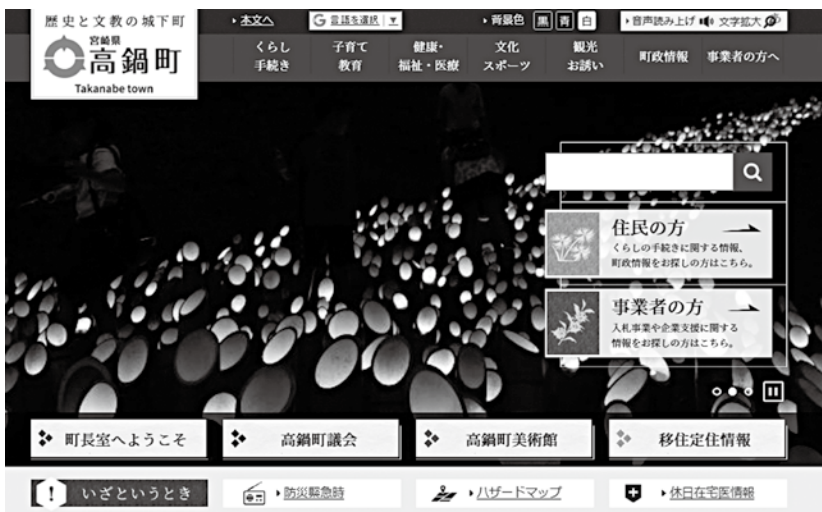 歴史と文教の城下町
宮崎県
高鍋町
Takanabe town
本文へ
G 言語を選択 ▼
背景色 黒 青 白
音声読み上げ 文字拡大
くらし
手続き
子育て
教育
健康・
福祉・医療
文化
スポーツ
観光
お誘い
町政情報
事業者の方へ
住民の方
くらしの手続きに関する情報、
町政情報をお探しの方はこちら。
事業者の方
入札事業や企業支援に関する
情報をお探しの方はこちら。
町長室へようこそ
高鍋町議会
高鍋町美術館
移住定住情報
! いざというとき
防災緊急時
ハザードマップ
休日在宅医情報